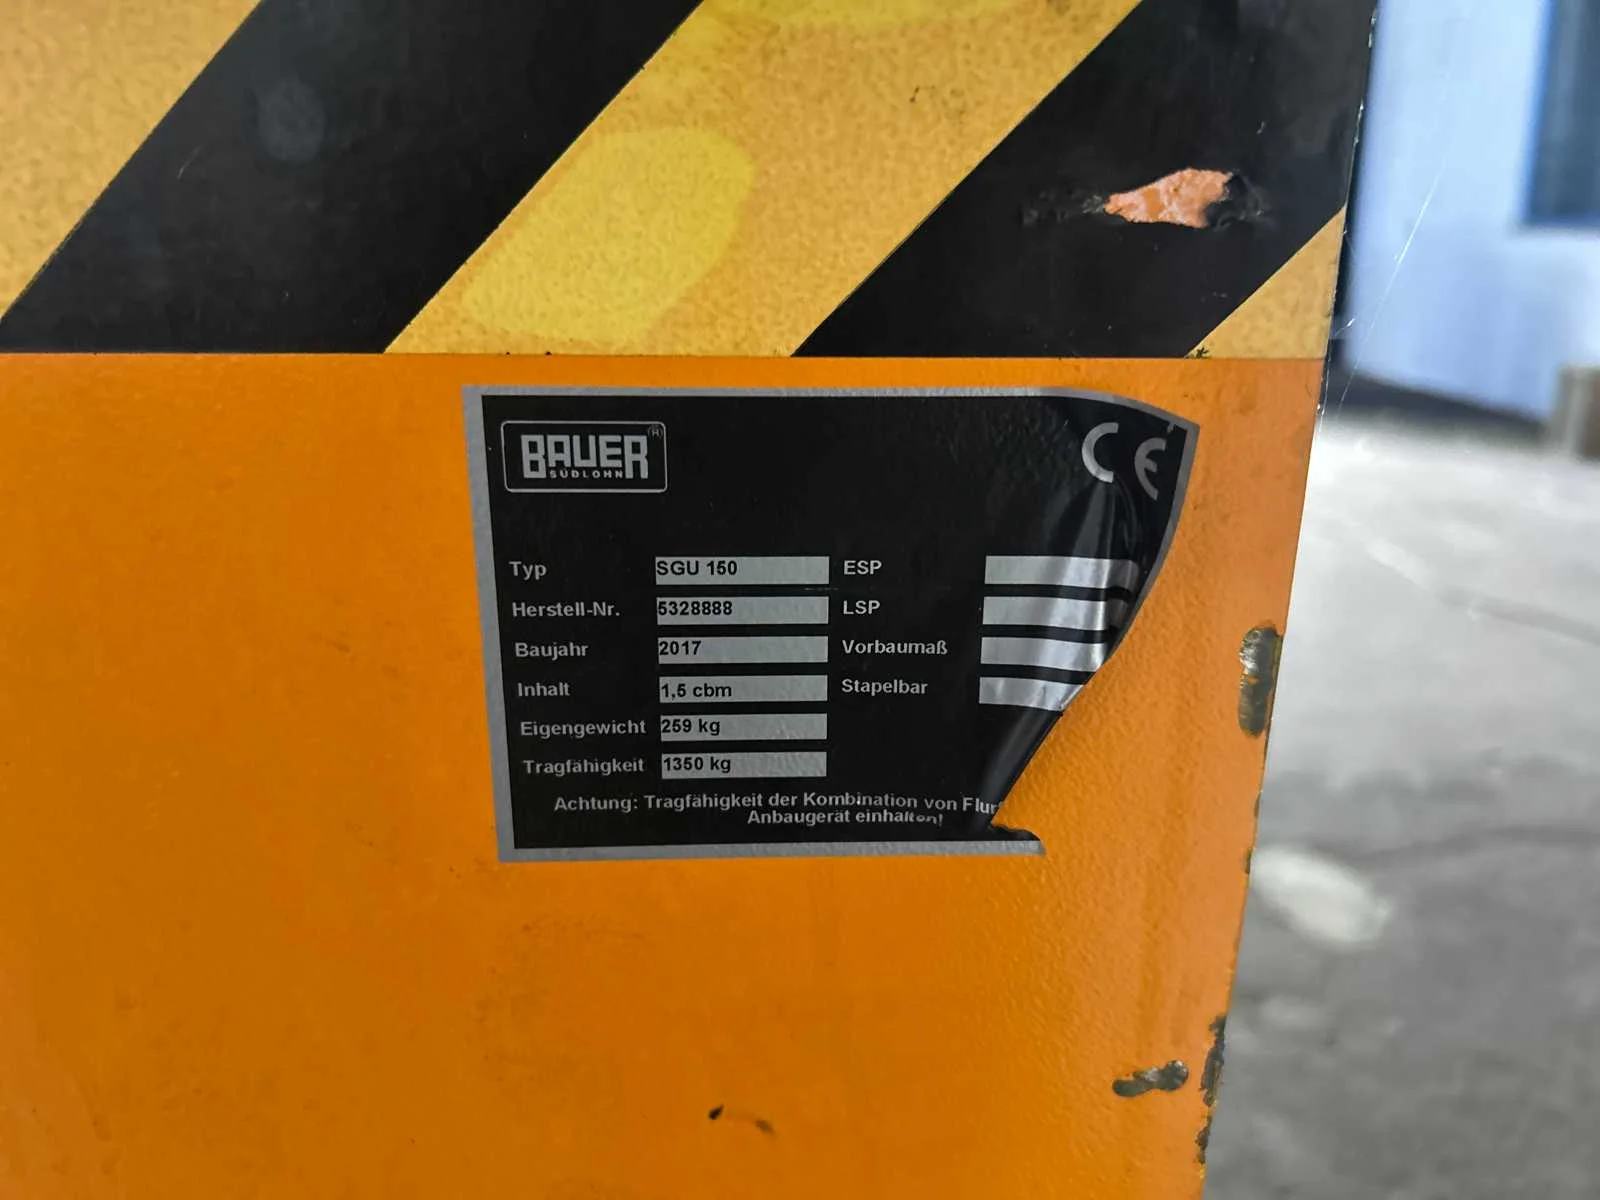 BAUER (R)
SÜDLOHN
CE
Typ SGU 150 ESP
Herstell-Nr. 5328888 LSP
Baujahr 2017 Vorbaumaß
Inhalt 1,5 cbm Stapelbar
Eigengewicht 259 kg
Tragfähigkeit 1350 kg
Achtung: Tragfähigkeit der Kombination von
Anbaugerät einhalten!